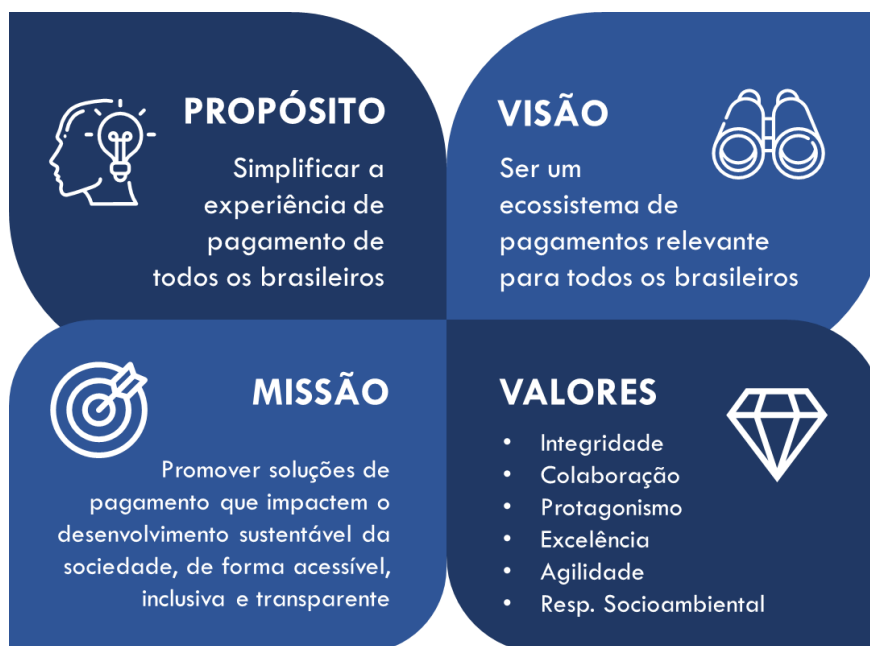 PROPÓSITO
Simplificar a
experiência de
pagamento de
todos os brasileiros
VISÃO
Ser um
ecossistema de
pagamentos relevante
para todos os brasileiros
MISSÃO
Promover soluções de
pagamento que impactem o
desenvolvimento sustentável da
sociedade, de forma acessível,
inclusiva e transparente
VALORES
• Integridade
• Colaboração
• Protagonismo
• Excelência
• Agilidade
• Resp. Socioambiental